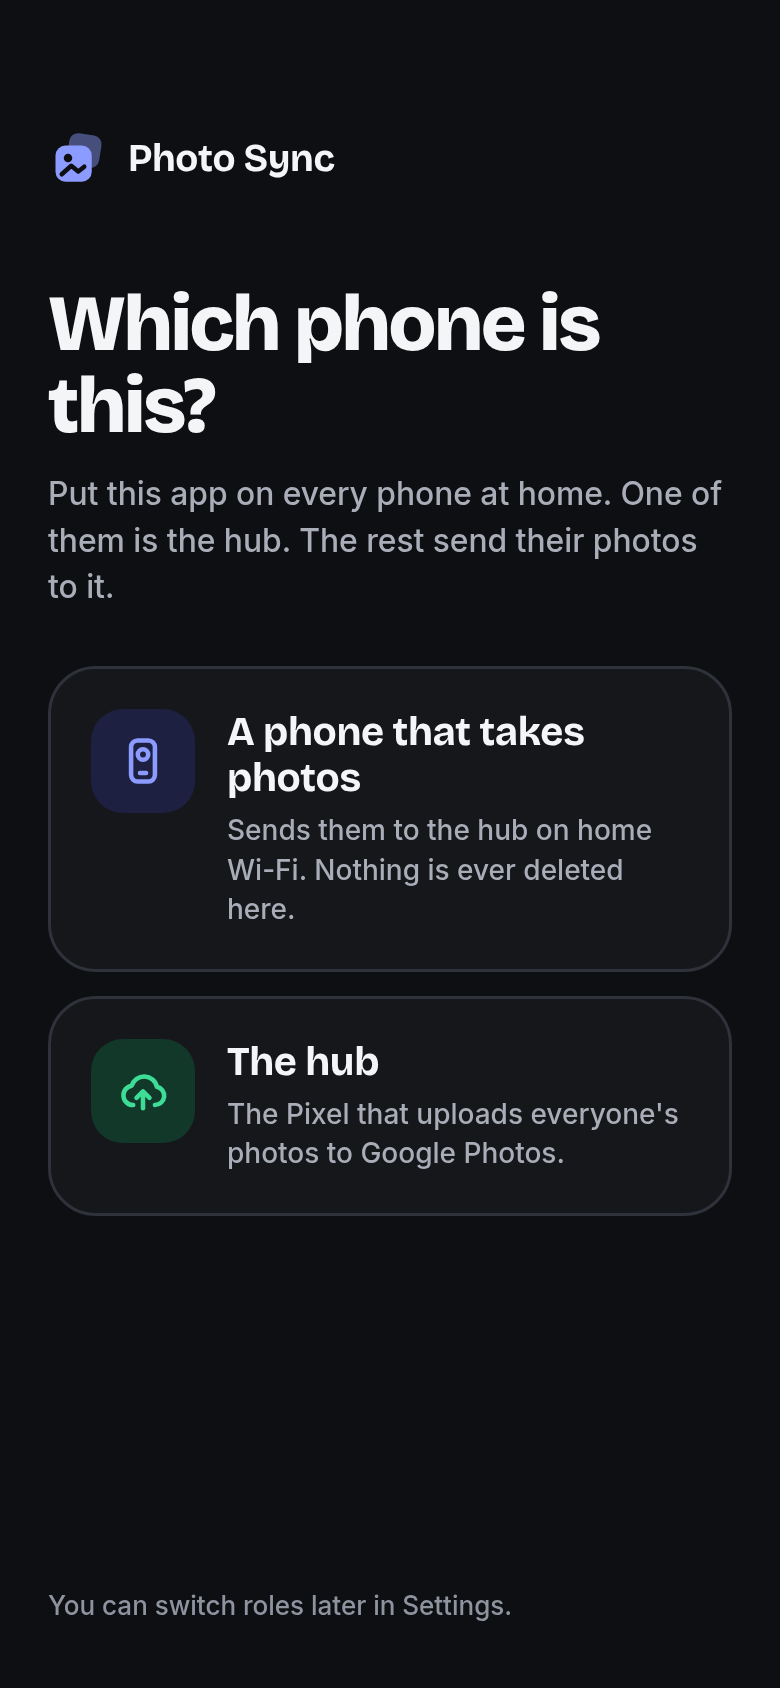 Photo Sync
Which phone is
this?
Put this app on every phone at home. One of
them is the hub. The rest send their photos
to it.
A phone that takes
photos
Sends them to the hub on home
Wi-Fi. Nothing is ever deleted
here.
The hub
The Pixel that uploads everyone's
photos to Google Photos.
You can switch roles later in Settings.